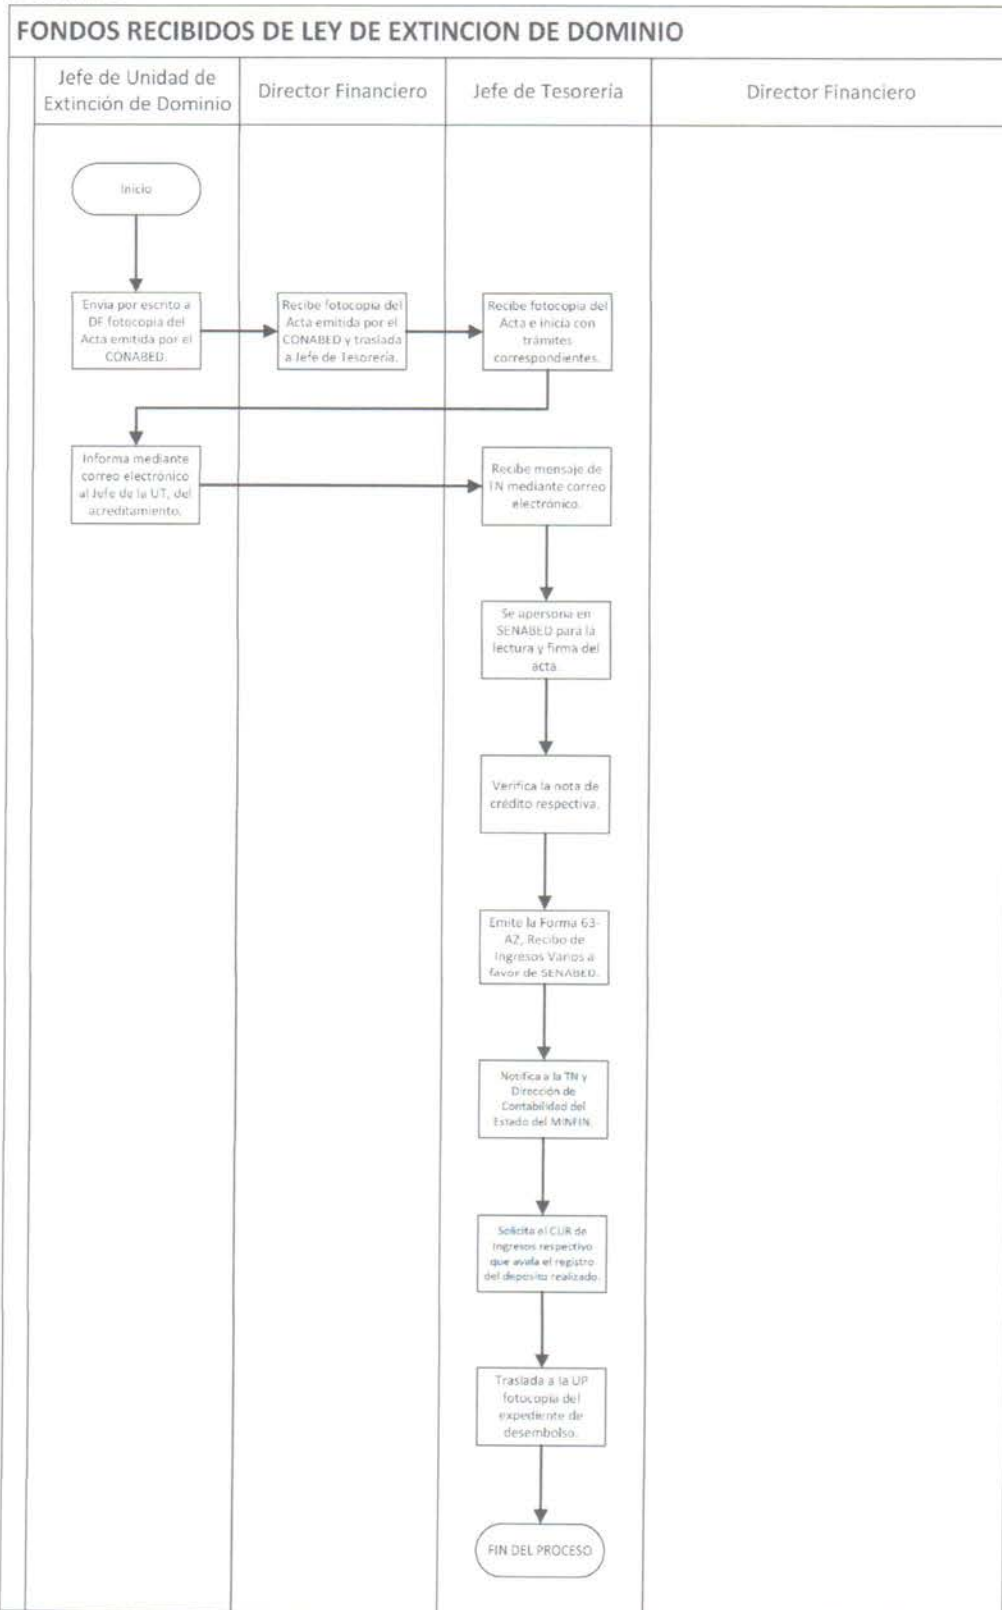 FONDOS RECIBIDOS DE LEY DE EXTINCION DE DOMINIO
Jefe de Unidad de
Extinción de Dominio
Director Financiero
Jefe de Tesorería
Director Financiero
Inicio
Envia por escrito a
DF fotocopia del
Acta emitida por el
CONABED.
Recibe fotocopia del
Acta emitida por el
CONABED y traslada
a Jefe de Tesorería.
Recibe fotocopia del
Acta e inicia con
trámites
correspondientes.
Informa mediante
correo electrónico
al Jefe de la UT, del
acreditamiento.
Recibe mensaje de
TN mediante correo
electrónico.
Se apersona en
SENABED para la
lectura y firma del
acta
Verifica la nota de
crédito respectiva.
Emite la Forma 63-
A2, Recibo de
Ingresos Varios a
favor de SENABED.
Notifica a la TN y
Dirección de
Contabilidad del
Estado del MINFIN.
Solicita el CUR de
Ingresos respectivo
que avala el registro
del deposito realizado.
Traslada a la UP
fotocopia del
expediente de
desembolso.
FIN DEL PROCESO